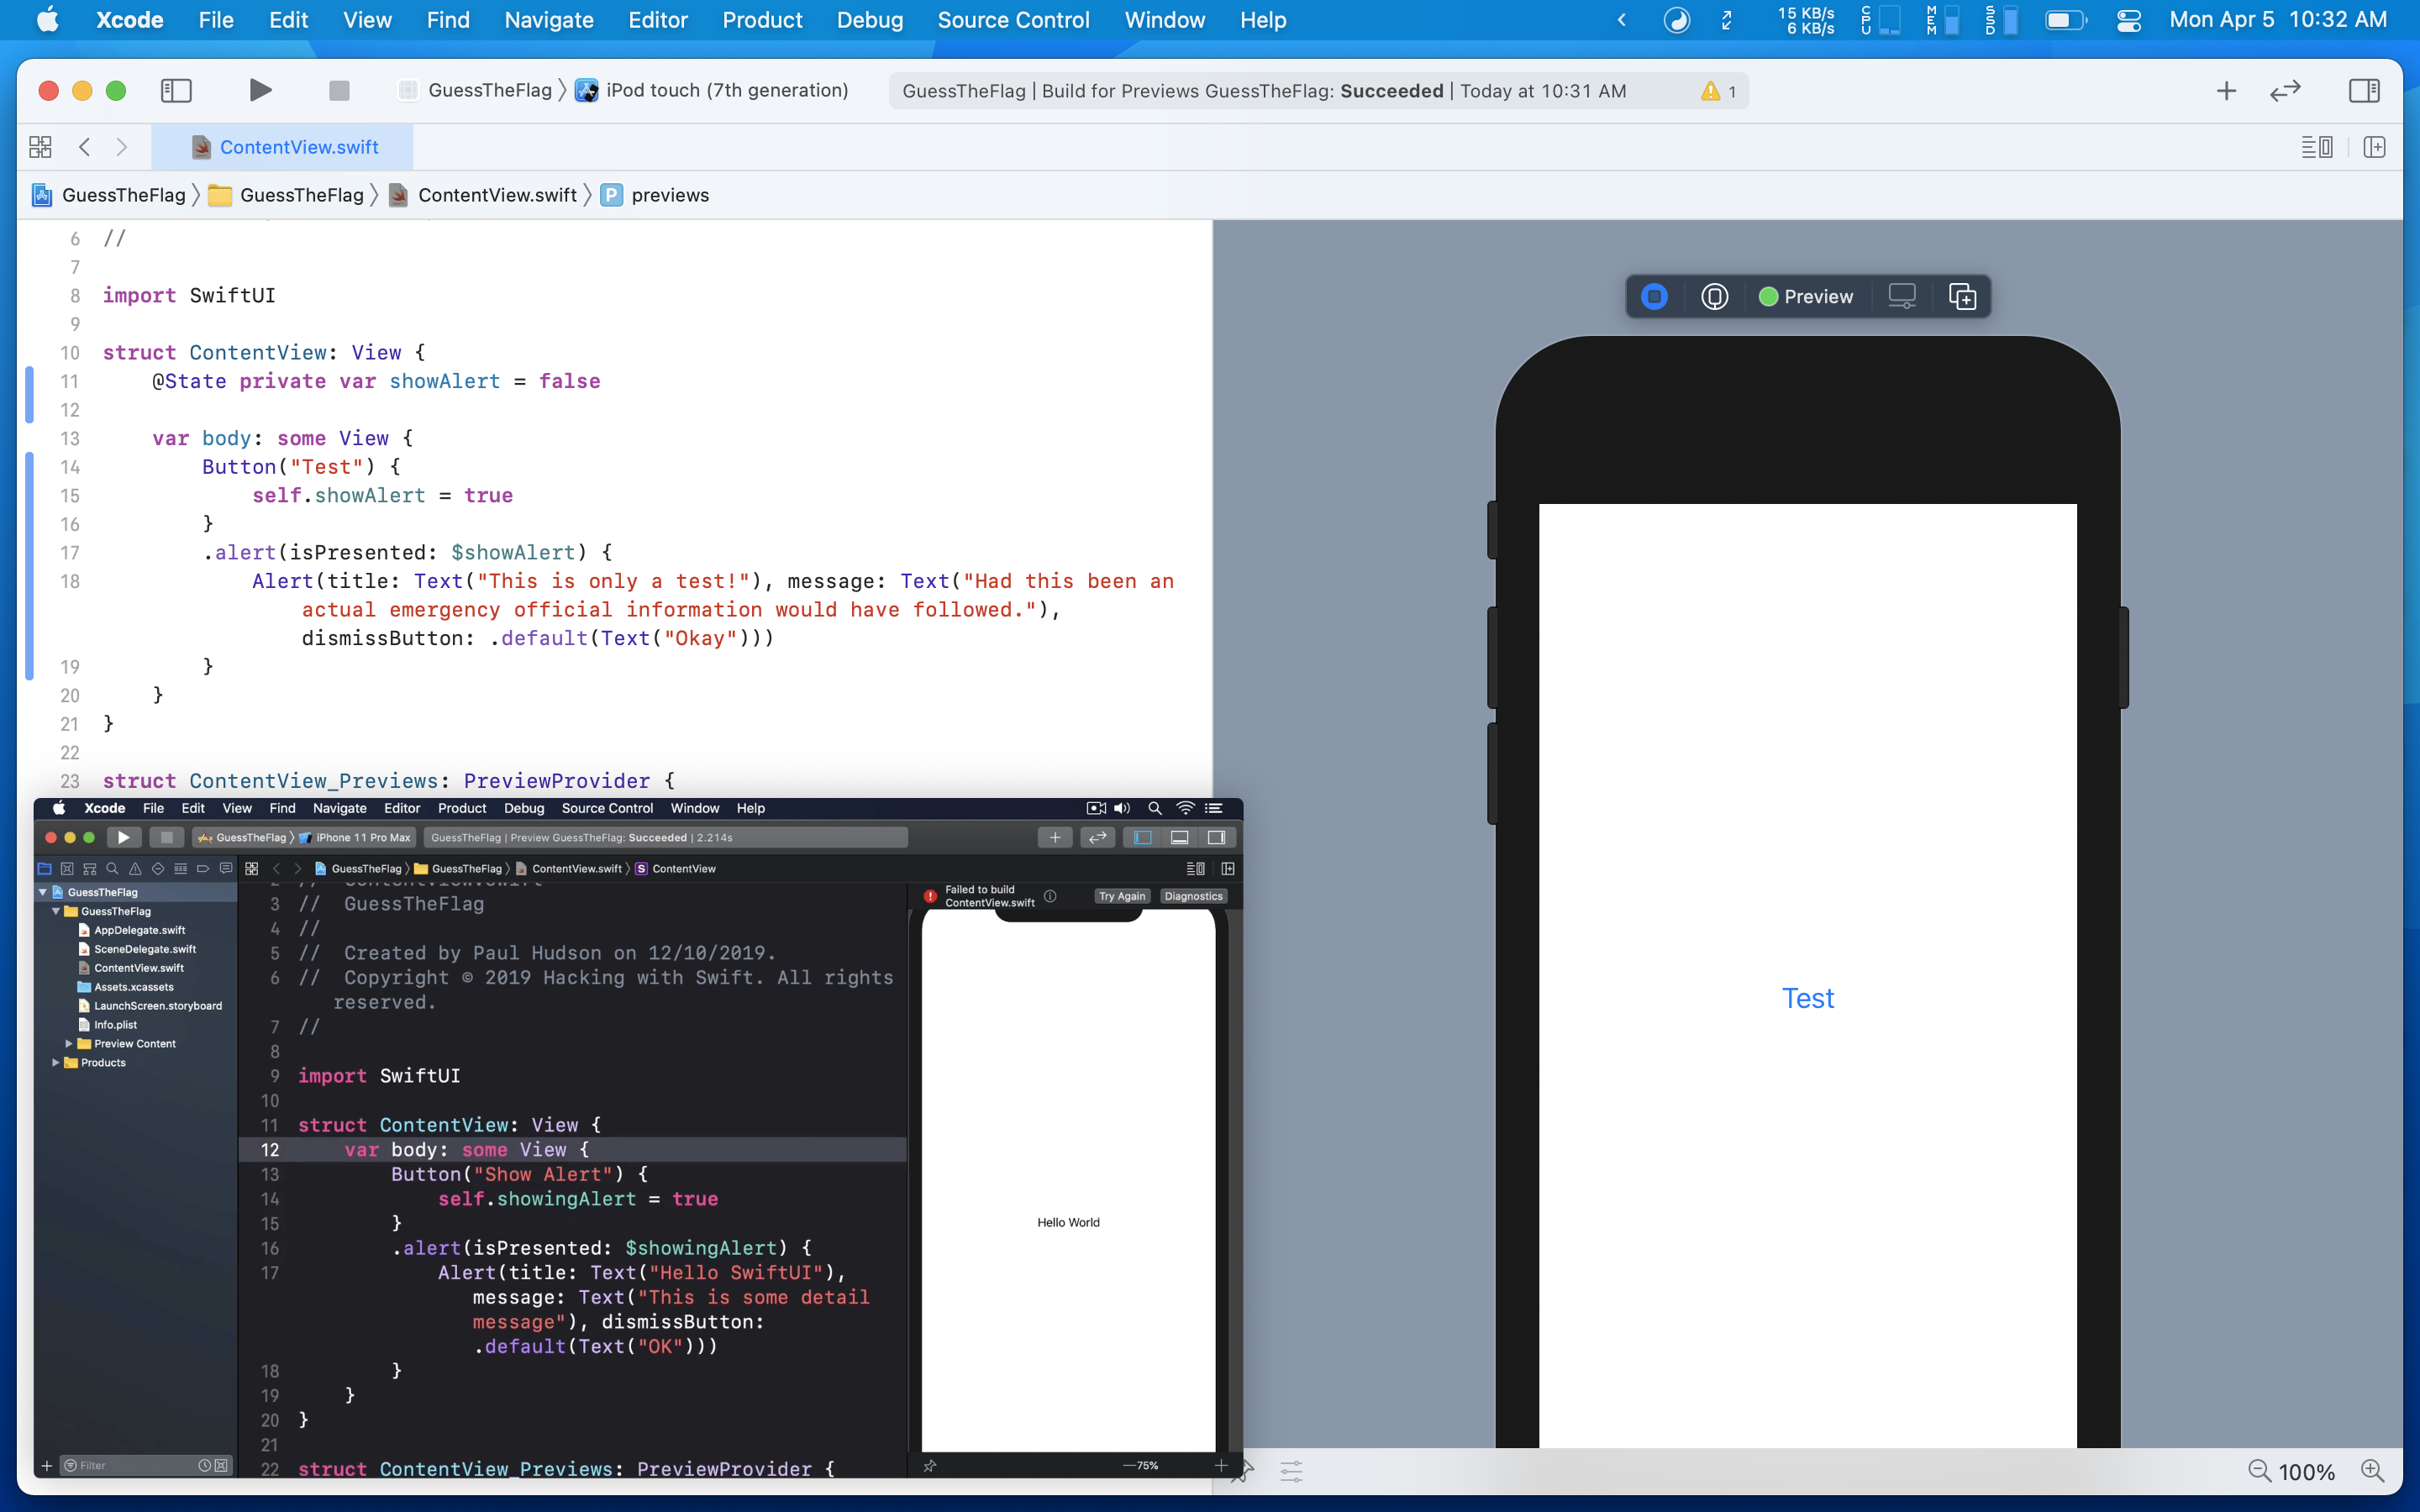 Xcode File Edit View Find Navigate Editor Product Debug Source Control Window Help
15 KB/s
6 KB/s
CPU MEM SSD
Mon Apr 5 10:32 AM
GuessTheFlag iPod touch (7th generation)
GuessTheFlag | Build for Previews GuessTheFlag: Succeeded | Today at 10:31 AM 1
ContentView.swift
GuessTheFlag GuessTheFlag ContentView.swift P previews
6 //
7
8 import SwiftUI
9
10 struct ContentView: View {
11 @State private var showAlert = false
12
13 var body: some View {
14 Button("Test") {
15 self.showAlert = true
16 }
17 .alert(isPresented: $showAlert) {
18 Alert(title: Text("This is only a test!"), message: Text("Had this been an
actual emergency official information would have followed."),
dismissButton: .default(Text("Okay")))
19 }
20 }
21 }
22
23 struct ContentView_Previews: PreviewProvider {
Preview
Test
100%
Xcode File Edit View Find Navigate Editor Product Debug Source Control Window Help
GuessTheFlag iPhone 11 Pro Max
GuessTheFlag | Preview GuessTheFlag: Succeeded | 2.214s
GuessTheFlag GuessTheFlag ContentView.swift S ContentView
GuessTheFlag
GuessTheFlag
AppDelegate.swift
SceneDelegate.swift
ContentView.swift
Assets.xcassets
LaunchScreen.storyboard
Info.plist
Preview Content
Products
Filter
3 // GuessTheFlag
4 //
5 // Created by Paul Hudson on 12/10/2019.
6 // Copyright © 2019 Hacking with Swift. All rights
reserved.
7 //
8
9 import SwiftUI
10
11 struct ContentView: View {
12 var body: some View {
13 Button("Show Alert") {
14 self.showingAlert = true
15 }
16 .alert(isPresented: $showingAlert) {
17 Alert(title: Text("Hello SwiftUI"),
message: Text("This is some detail
message"), dismissButton:
.default(Text("OK")))
18 }
19 }
20 }
21
22 struct ContentView_Previews: PreviewProvider {
Failed to build
ContentView.swift
Try Again Diagnostics
Hello World
75%